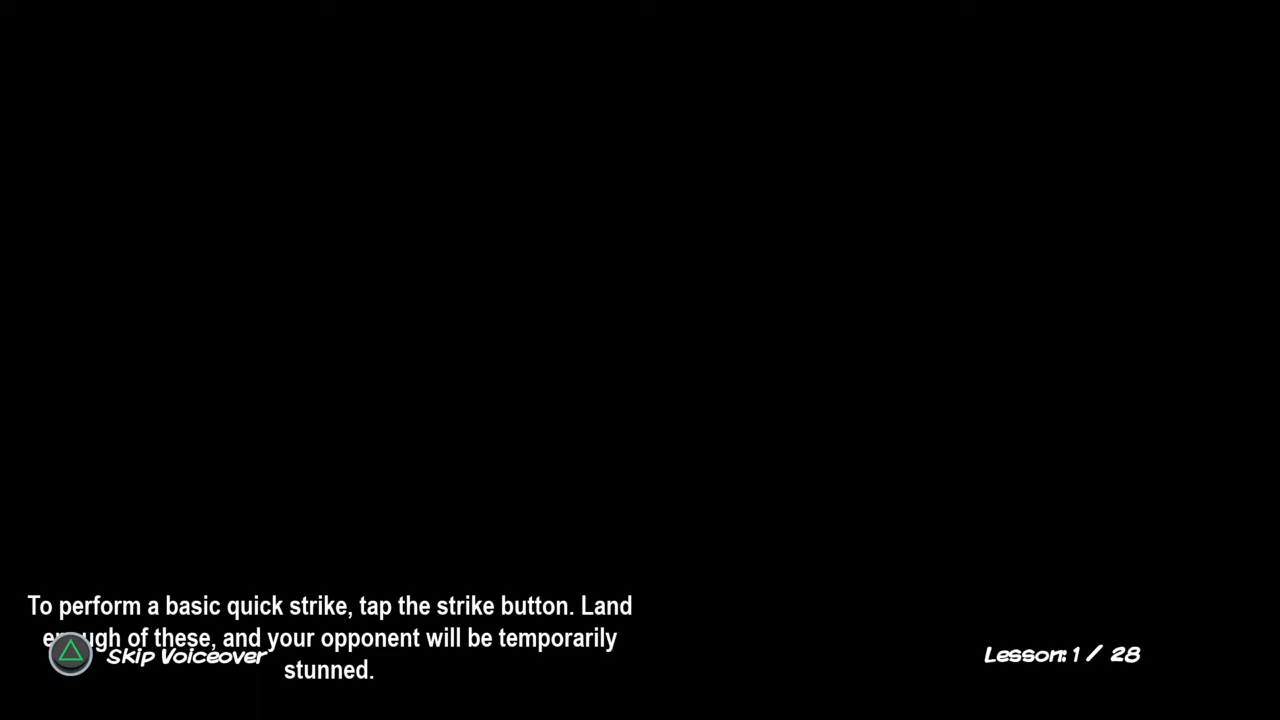 To perform a basic quick strike, tap the strike button. Land
enough of these, and your opponent will be temporarily
stunned.
Skip Voiceover
Lesson: 1 / 28